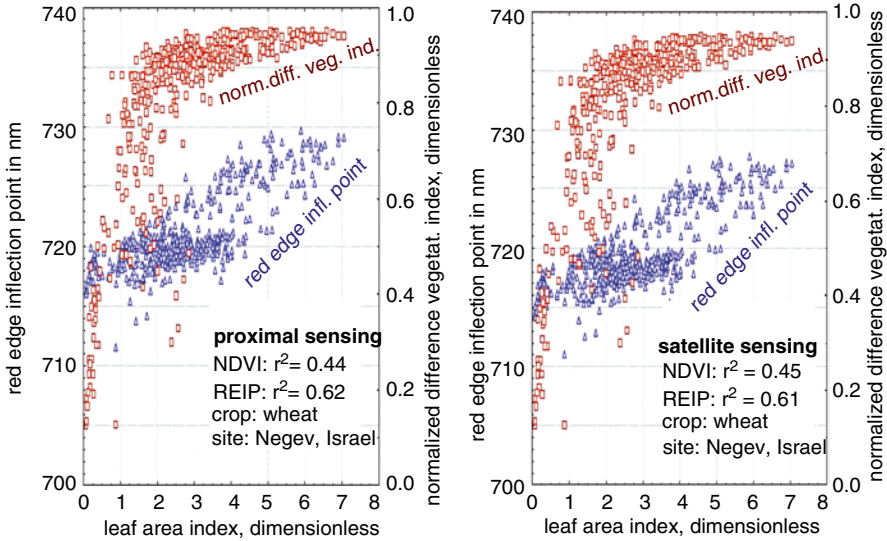 740
730
720
710
700
red edge inflection point in nm
1.0
0.8
0.6
0.4
0.2
0.0
normalized difference vegetat. index, dimensionless
norm.diff. veg. ind.
red edge infl. point
proximal sensing
NDVI: r² = 0.44
REIP: r² = 0.62
crop: wheat
site: Negev, Israel
0 1 2 3 4 5 6 7 8
leaf area index, dimensionless
740
730
720
710
700
red edge inflection point in nm
1.0
0.8
0.6
0.4
0.2
0.0
normalized difference vegetat. index, dimensionless
norm.diff. veg. ind.
red edge infl. point
satellite sensing
NDVI: r² = 0.45
REIP: r² = 0.61
crop: wheat
site: Negev, Israel
0 1 2 3 4 5 6 7 8
leaf area index, dimensionless